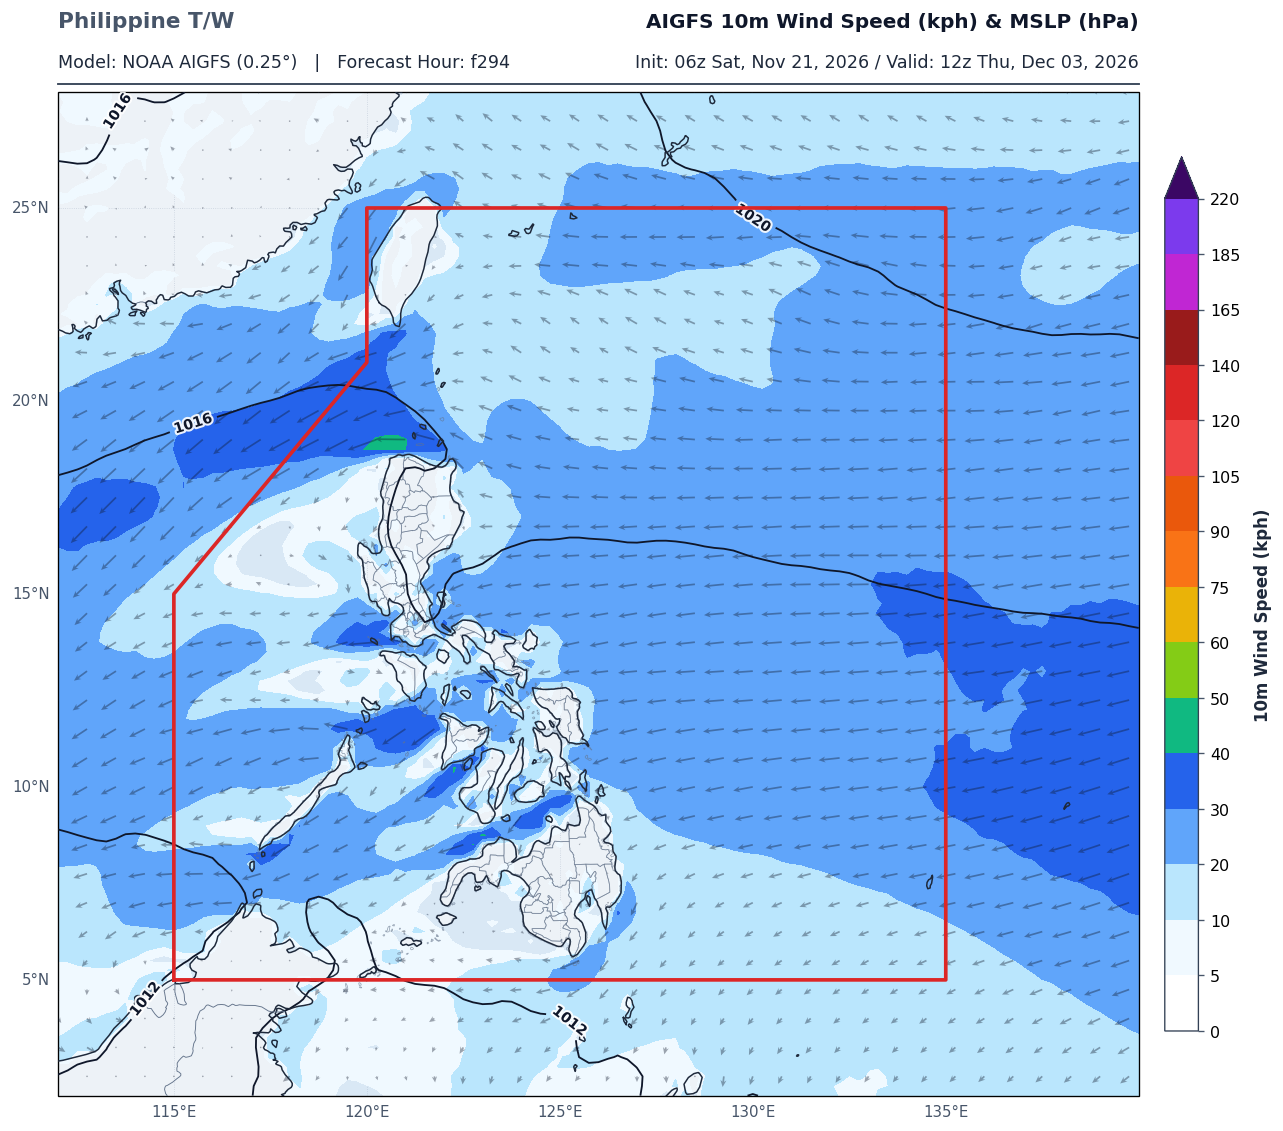 Philippine T/W
AIGFS 10m Wind Speed (kph) & MSLP (hPa)
Model: NOAA AIGFS (0.25°)   |   Forecast Hour: f294
Init: 06z Sat, Nov 21, 2026 / Valid: 12z Thu, Dec 03, 2026
1016
1020
1016
1012
1012
25°N
20°N
15°N
10°N
5°N
115°E
120°E
125°E
130°E
135°E
220
185
165
140
120
105
90
75
60
50
40
30
20
10
5
0
10m Wind Speed (kph)